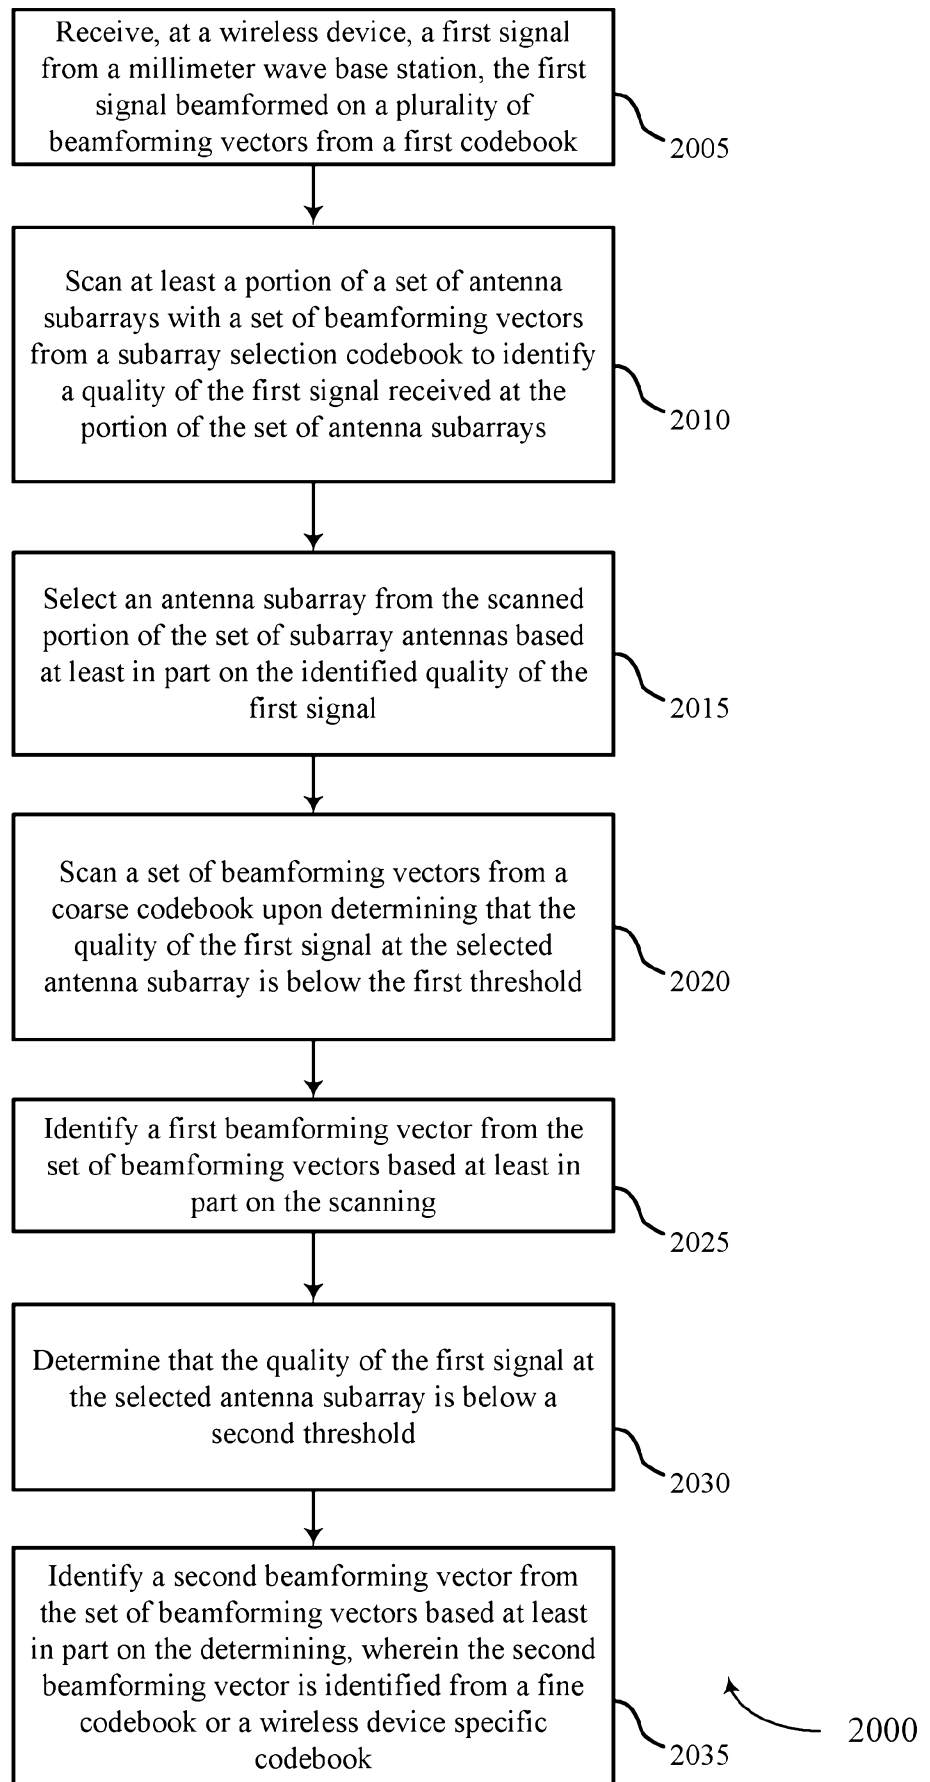 Receive, at a wireless device, a first signal
from a millimeter wave base station, the first
signal beamformed on a plurality of
beamforming vectors from a first codebook
2005
Scan at least a portion of a set of antenna
subarrays with a set of beamforming vectors
from a subarray selection codebook to identify
a quality of the first signal received at the
portion of the set of antenna subarrays
2010
Select an antenna subarray from the scanned
portion of the set of subarray antennas based
at least in part on the identified quality of the
first signal
2015
Scan a set of beamforming vectors from a
coarse codebook upon determining that the
quality of the first signal at the selected
antenna subarray is below the first threshold
2020
Identify a first beamforming vector from the
set of beamforming vectors based at least in
part on the scanning
2025
Determine that the quality of the first signal at
the selected antenna subarray is below a
second threshold
2030
Identify a second beamforming vector from
the set of beamforming vectors based at least
in part on the determining, wherein the second
beamforming vector is identified from a fine
codebook or a wireless device specific
codebook
2035
2000